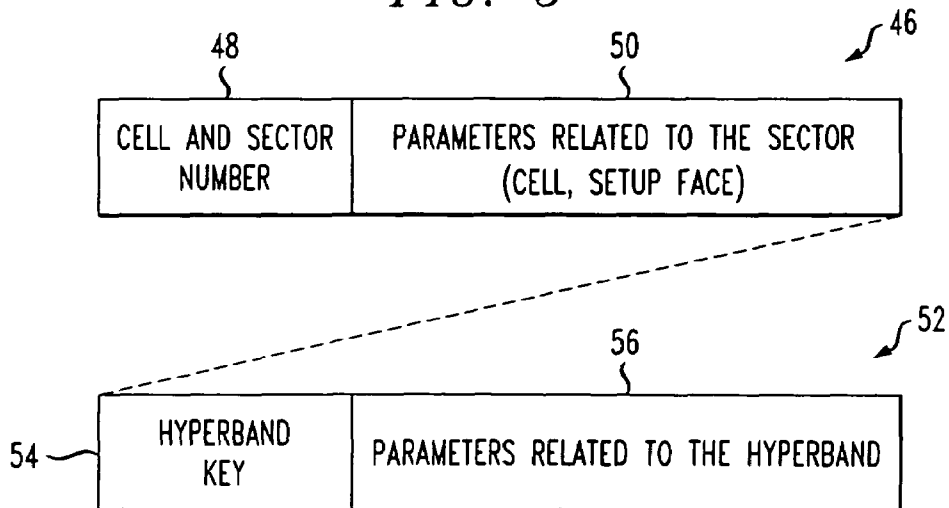 48
50
46
CELL AND SECTOR
NUMBER
PARAMETERS RELATED TO THE SECTOR
(CELL, SETUP FACE)
52
56
54
HYPERBAND
KEY
PARAMETERS RELATED TO THE HYPERBAND